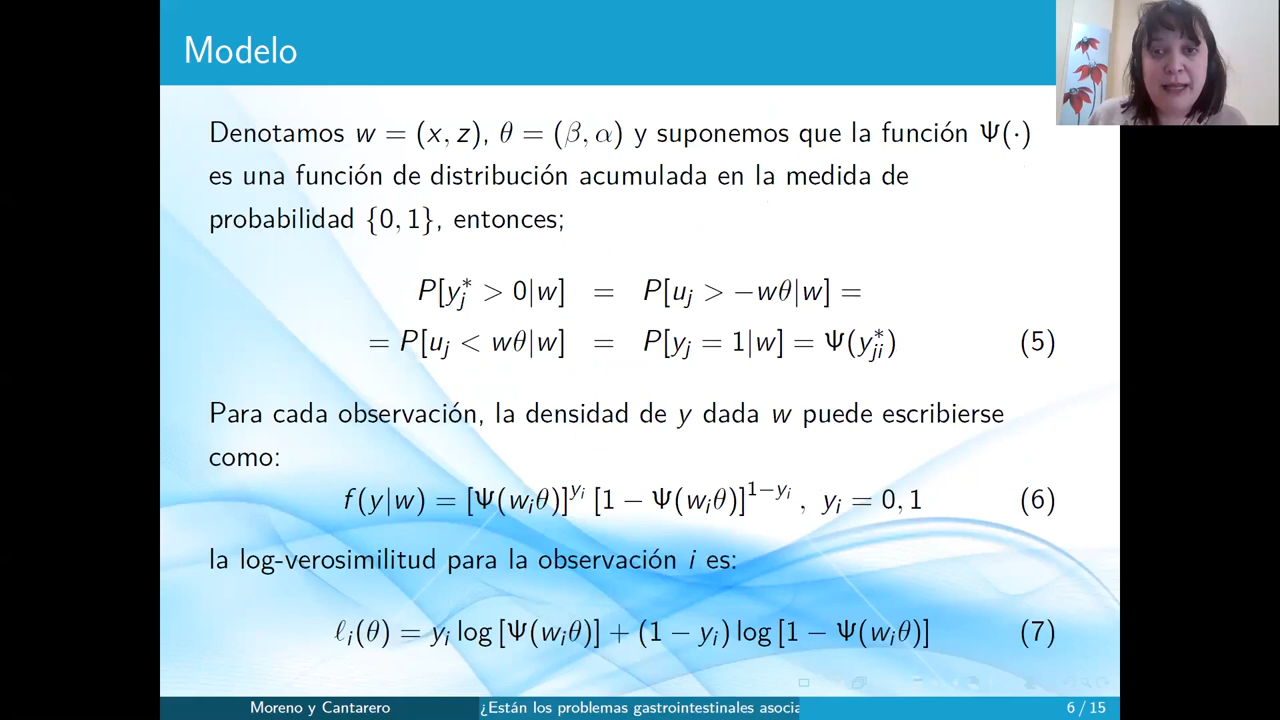 Modelo
Denotamos w = (x, z), θ = (β, α) y suponemos que la función Ψ(·)
es una función de distribución acumulada en la medida de
probabilidad {0, 1}, entonces;
P[y*_j > 0|w] = P[u_j > −wθ|w] =
= P[u_j < wθ|w] = P[y_j = 1|w] = Ψ(y*_{ji}) (5)
Para cada observación, la densidad de y dada w puede escribierse
como:
f(y|w) = [Ψ(w_iθ)]^{y_i} [1 − Ψ(w_iθ)]^{1−y_i} , y_i = 0, 1 (6)
la log-verosimilitud para la observación i es:
ℓ_i(θ) = y_i log [Ψ(w_iθ)] + (1 − y_i) log [1 − Ψ(w_iθ)] (7)
Moreno y Cantarero ¿Están los problemas gastrointestinales asocia 6 / 15